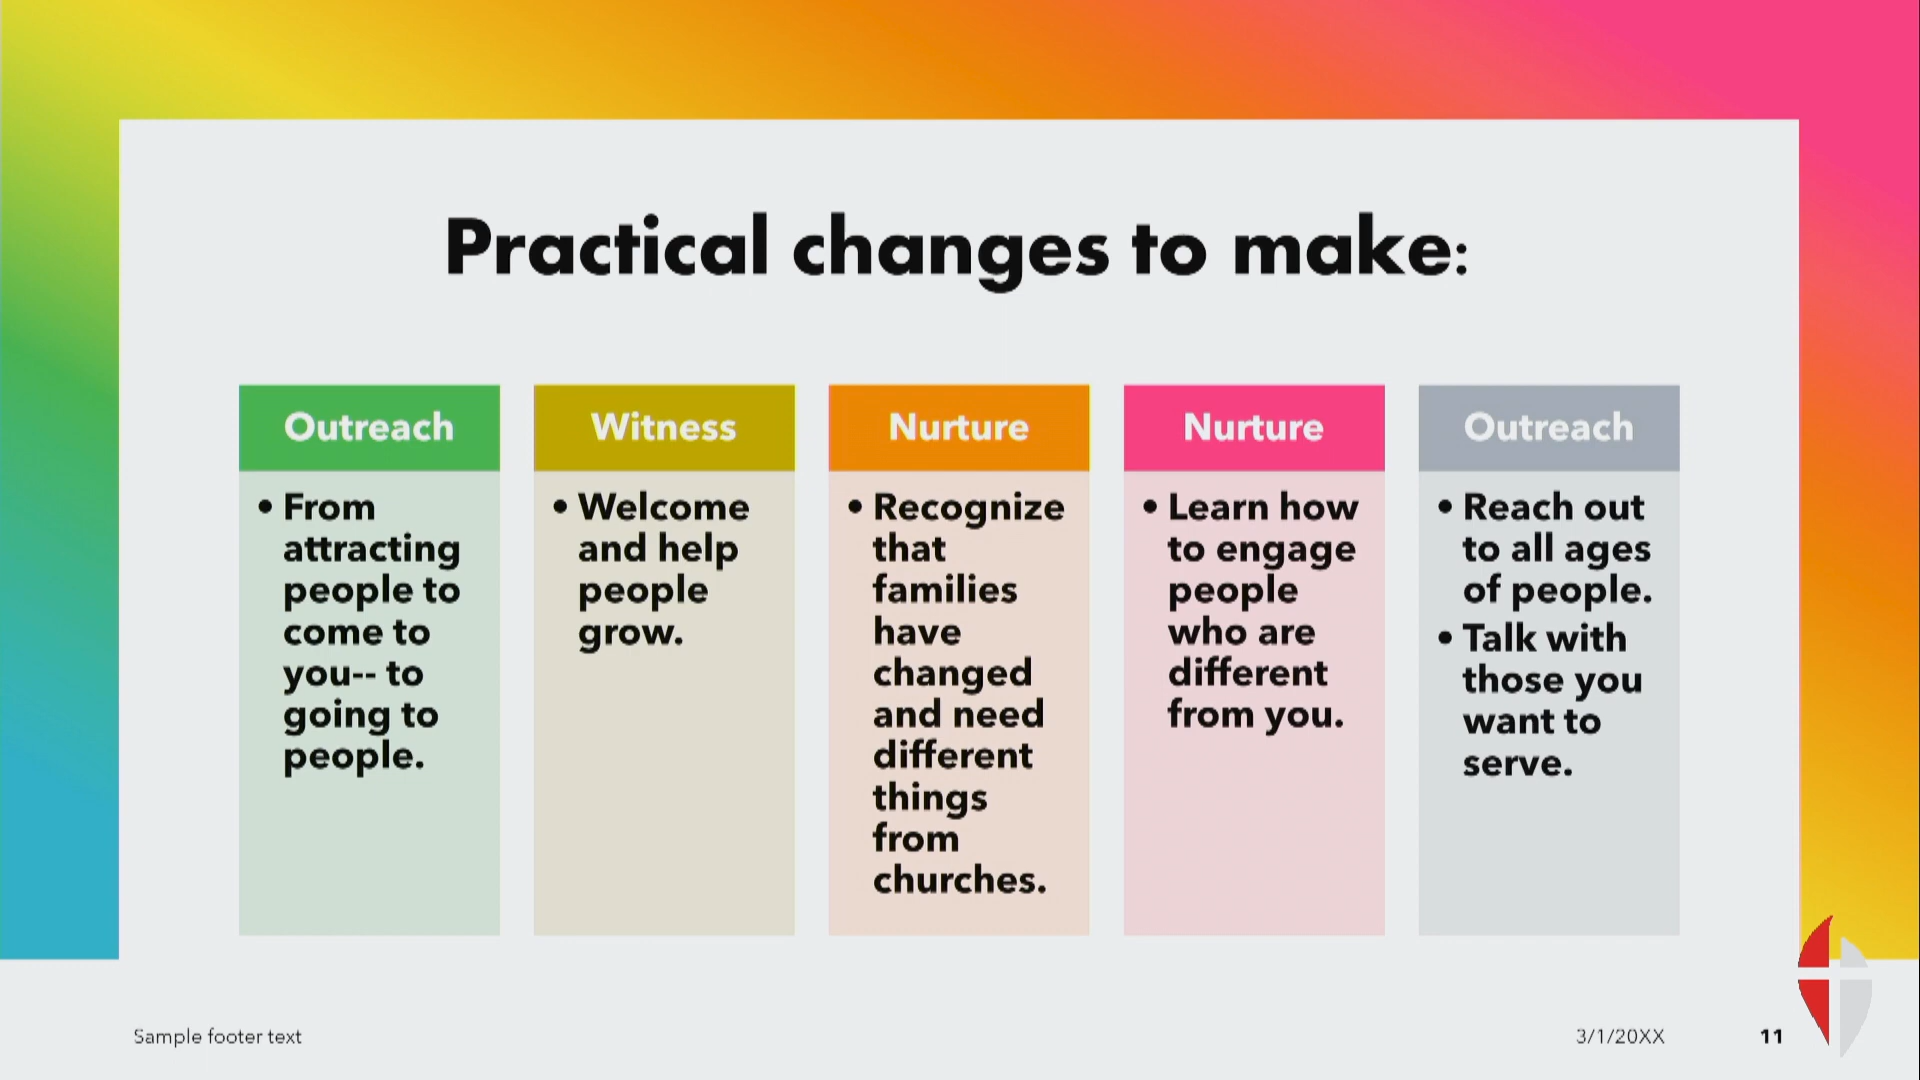 Practical changes to make:
Outreach
• From
attracting
people to
come to
you-- to
going to
people.
Witness
• Welcome
and help
people
grow.
Nurture
• Recognize
that
families
have
changed
and need
different
things
from
churches.
Nurture
• Learn how
to engage
people
who are
different
from you.
Outreach
• Reach out
to all ages
of people.
• Talk with
those you
want to
serve.
Sample footer text
3/1/20XX
11